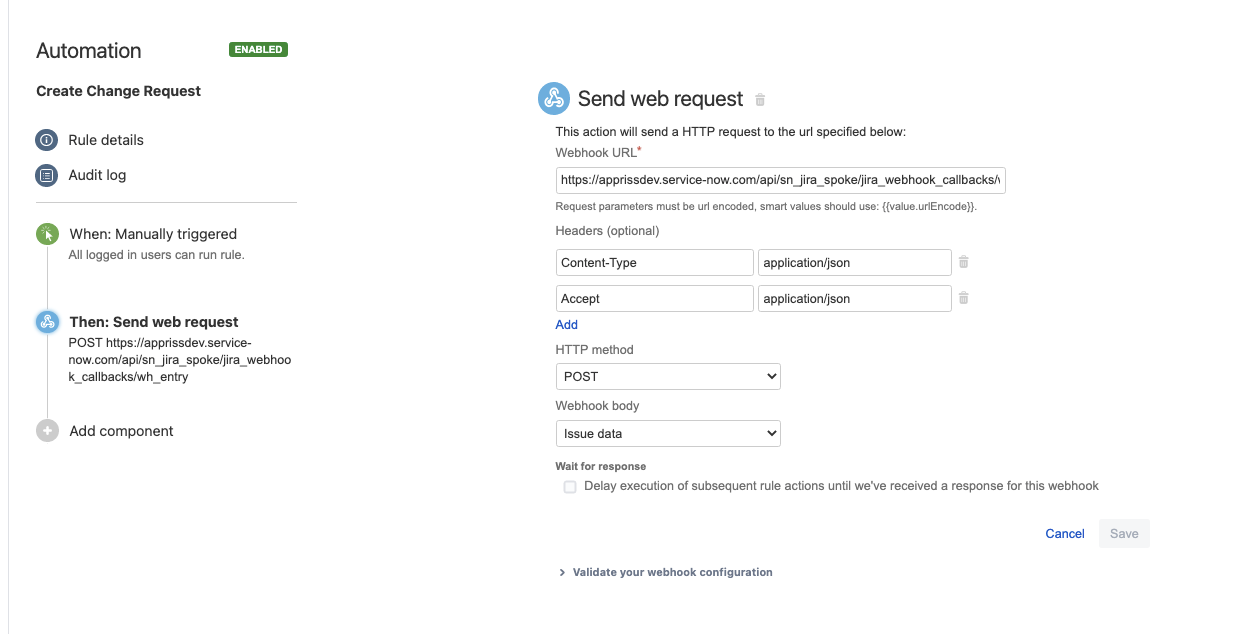 Automation
ENABLED
Create Change Request
Rule details
Audit log
When: Manually triggered
All logged in users can run rule.
Then: Send web request
POST https://apprissdev.service-
now.com/api/sn_jira_spoke/jira_webhoo
k_callbacks/wh_entry
Add component
Send web request
This action will send a HTTP request to the url specified below:
Webhook URL*
https://apprissdev.service-now.com/api/sn_jira_spoke/jira_webhook_callbacks/
Request parameters must be url encoded, smart values should use: {{value.urlEncode}}.
Headers (optional)
Content-Type application/json
Accept application/json
Add
HTTP method
POST
Webhook body
Issue data
Wait for response
Delay execution of subsequent rule actions until we've received a response for this webhook
Cancel Save
Validate your webhook configuration